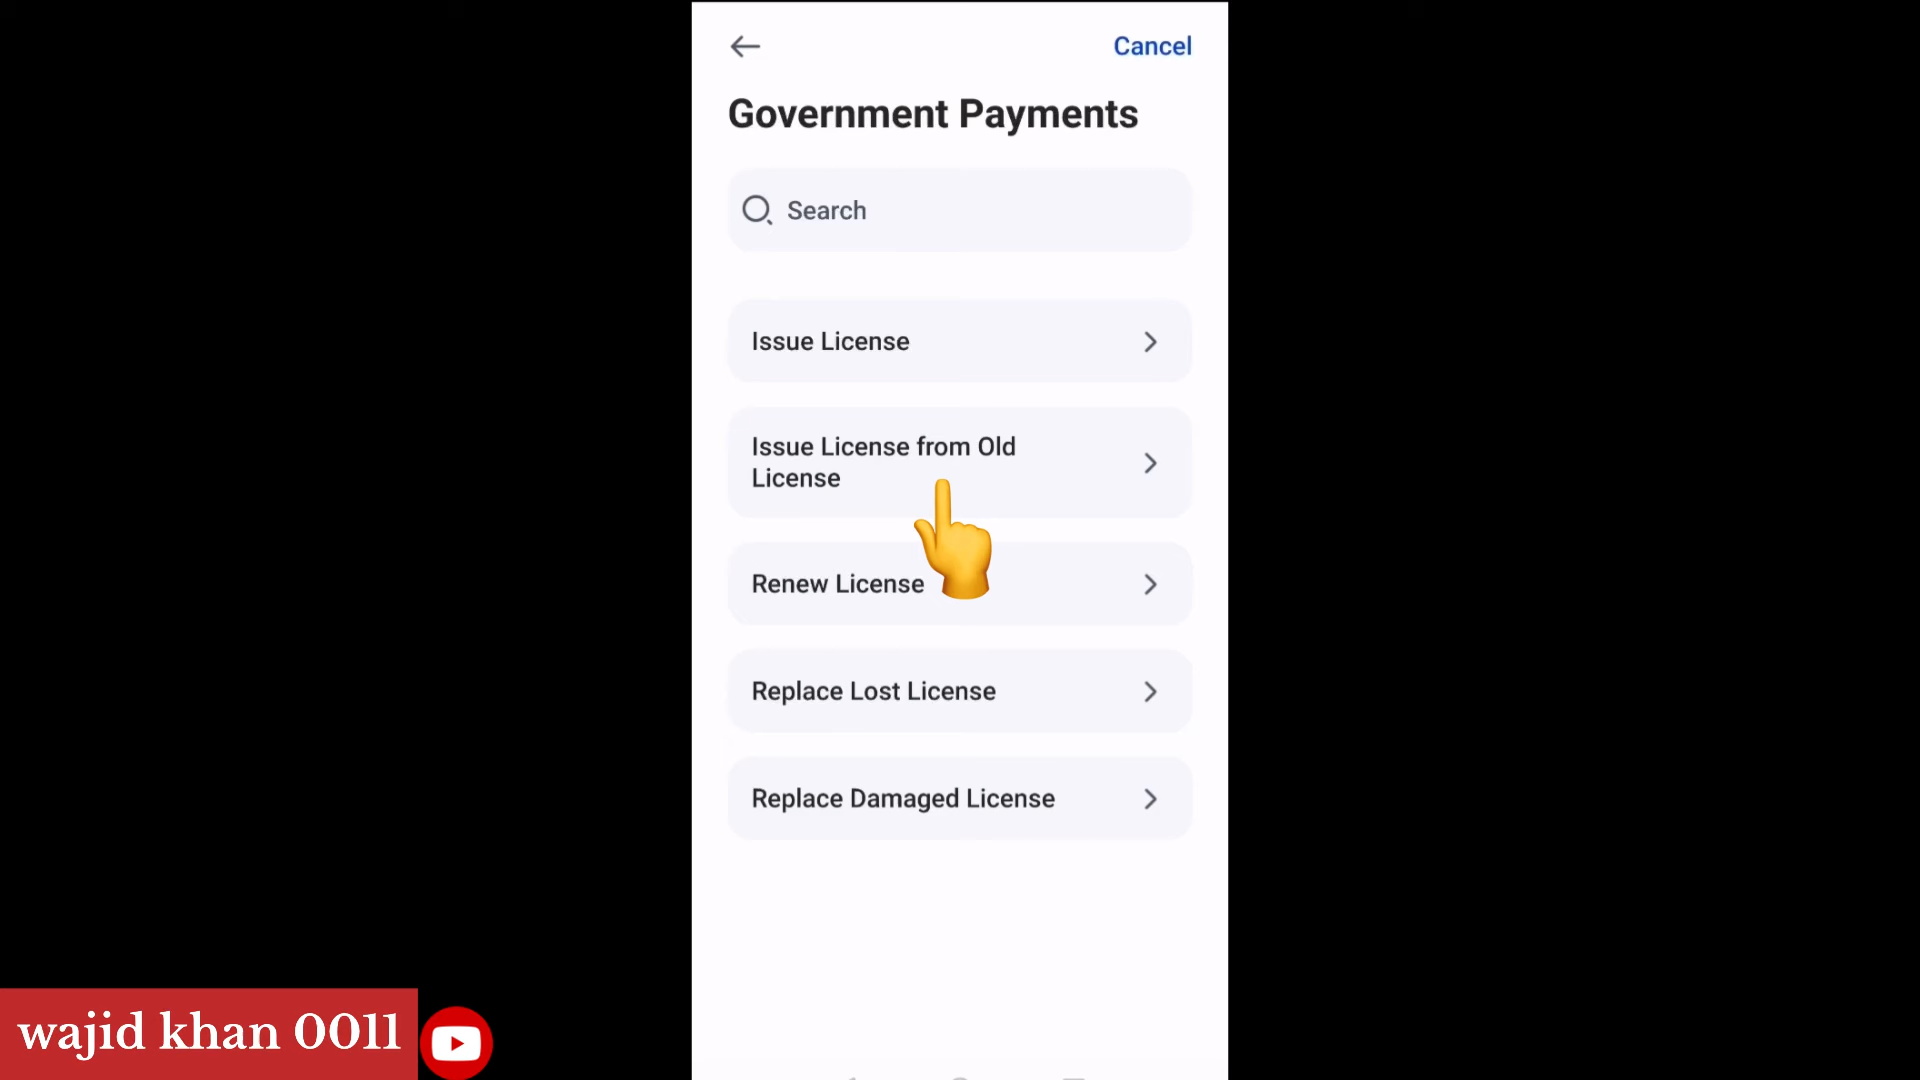 Cancel
Government Payments
Search
Issue License
Issue License from Old
License
Renew License
Replace Lost License
Replace Damaged License
wajid khan 0011